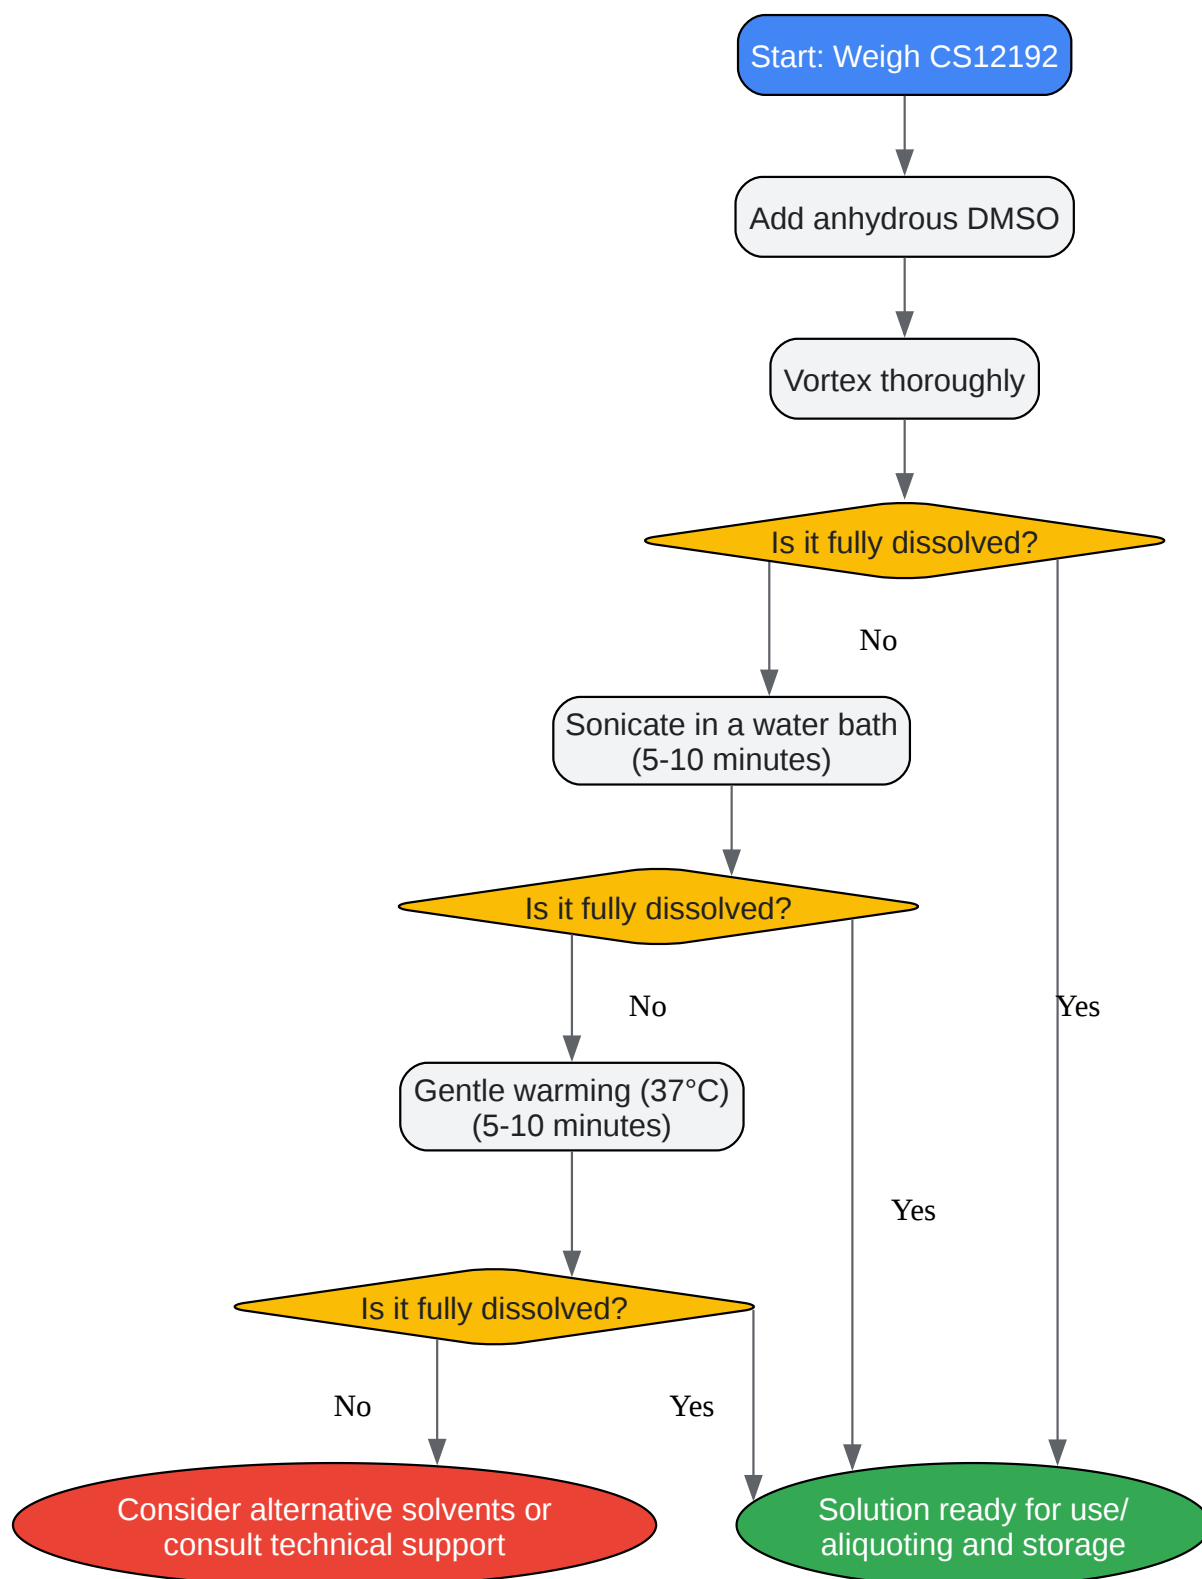 Start: Weigh CS12192
Add anhydrous DMSO
Vortex thoroughly
Is it fully dissolved?
No
Sonicate in a water bath
(5-10 minutes)
Is it fully dissolved?
No
Yes
Gentle warming (37°C)
(5-10 minutes)
Yes
Is it fully dissolved?
No
Yes
Consider alternative solvents or
consult technical support
Solution ready for use/
aliquoting and storage